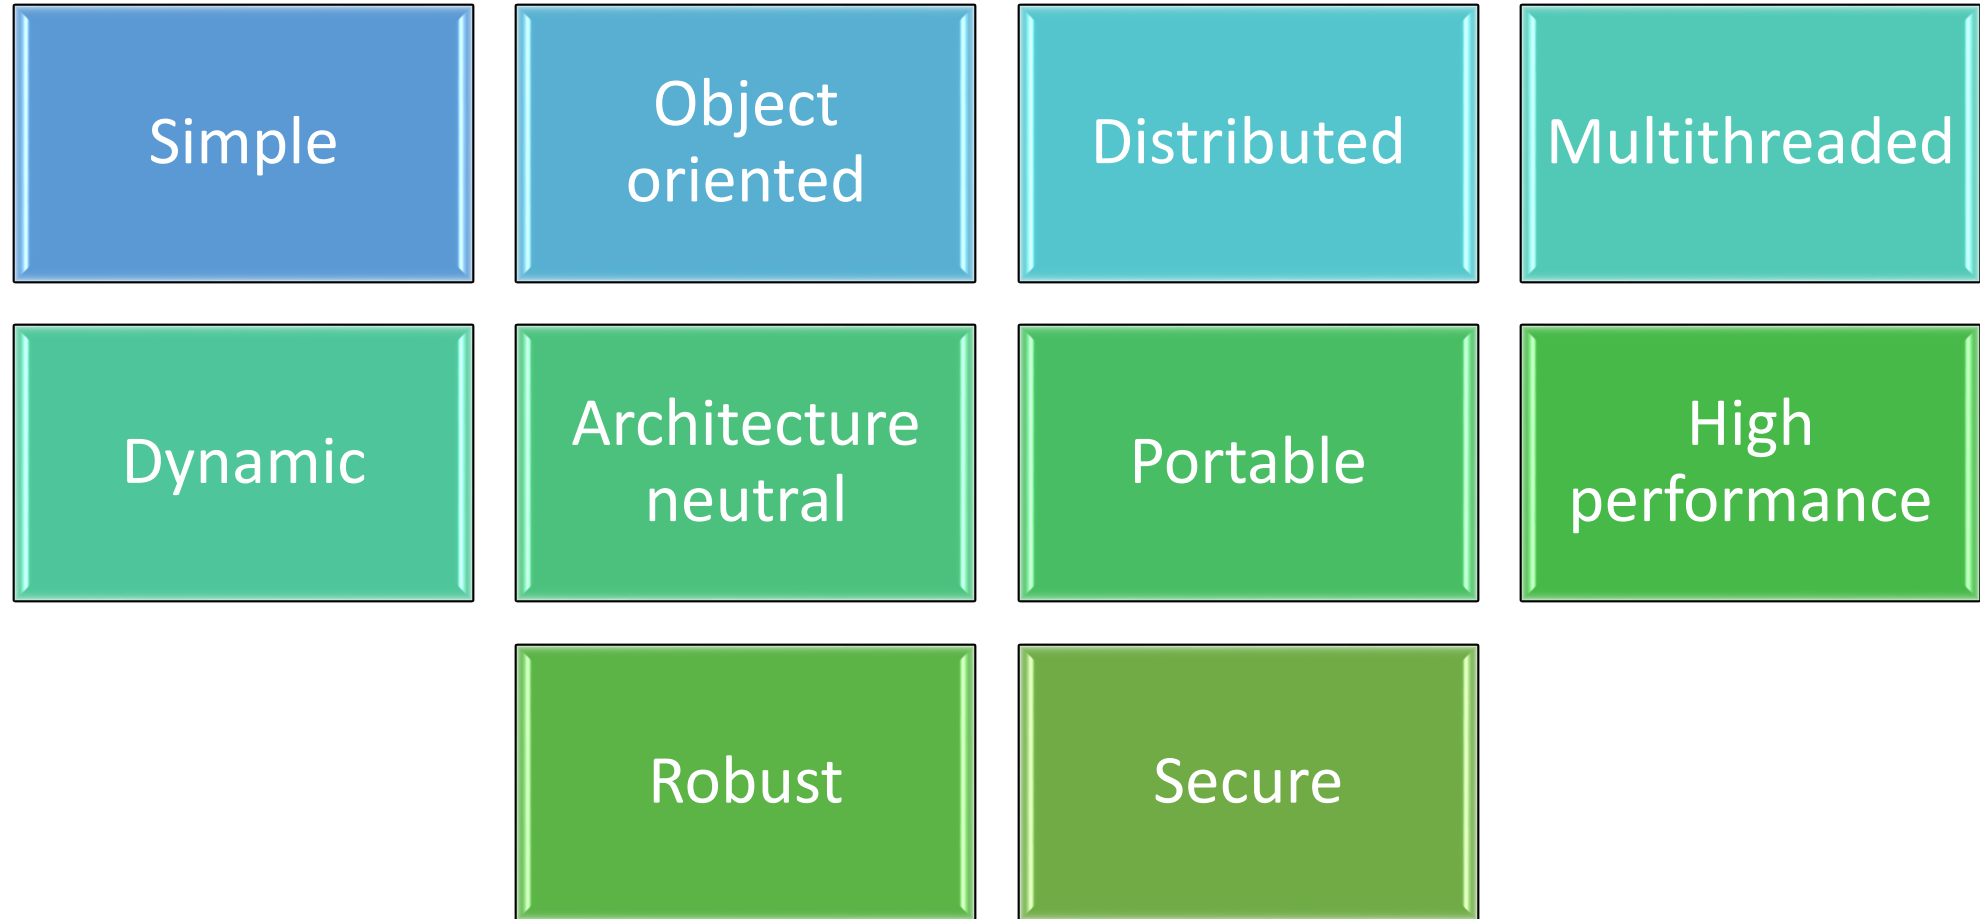 Simple
Object
oriented
Distributed
Multithreaded
Dynamic
Architecture
neutral
Portable
High
performance
Robust
Secure